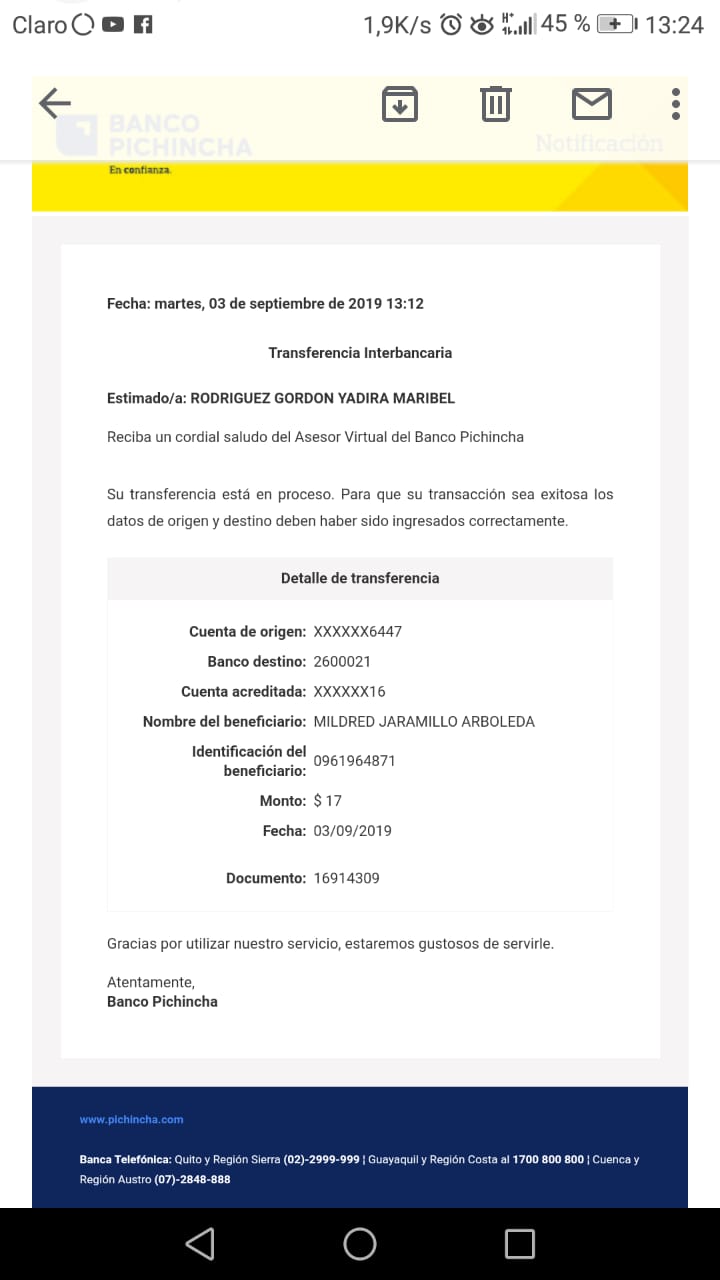 Claro 1,9K/s H+ 45 % 13:24
BANCO
PICHINCHA
Notificación
En confianza.
Fecha: martes, 03 de septiembre de 2019 13:12
Transferencia Interbancaria
Estimado/a: RODRIGUEZ GORDON YADIRA MARIBEL
Reciba un cordial saludo del Asesor Virtual del Banco Pichincha
Su transferencia está en proceso. Para que su transacción sea exitosa los
datos de origen y destino deben haber sido ingresados correctamente.
Detalle de transferencia
Cuenta de origen: XXXXXX6447
Banco destino: 2600021
Cuenta acreditada: XXXXXX16
Nombre del beneficiario: MILDRED JARAMILLO ARBOLEDA
Identificación del
beneficiario: 0961964871
Monto: $ 17
Fecha: 03/09/2019
Documento: 16914309
Gracias por utilizar nuestro servicio, estaremos gustosos de servirle.
Atentamente,
Banco Pichincha
www.pichincha.com
Banca Telefónica: Quito y Región Sierra (02)-2999-999 | Guayaquil y Región Costa al 1700 800 800 | Cuenca y
Región Austro (07)-2848-888